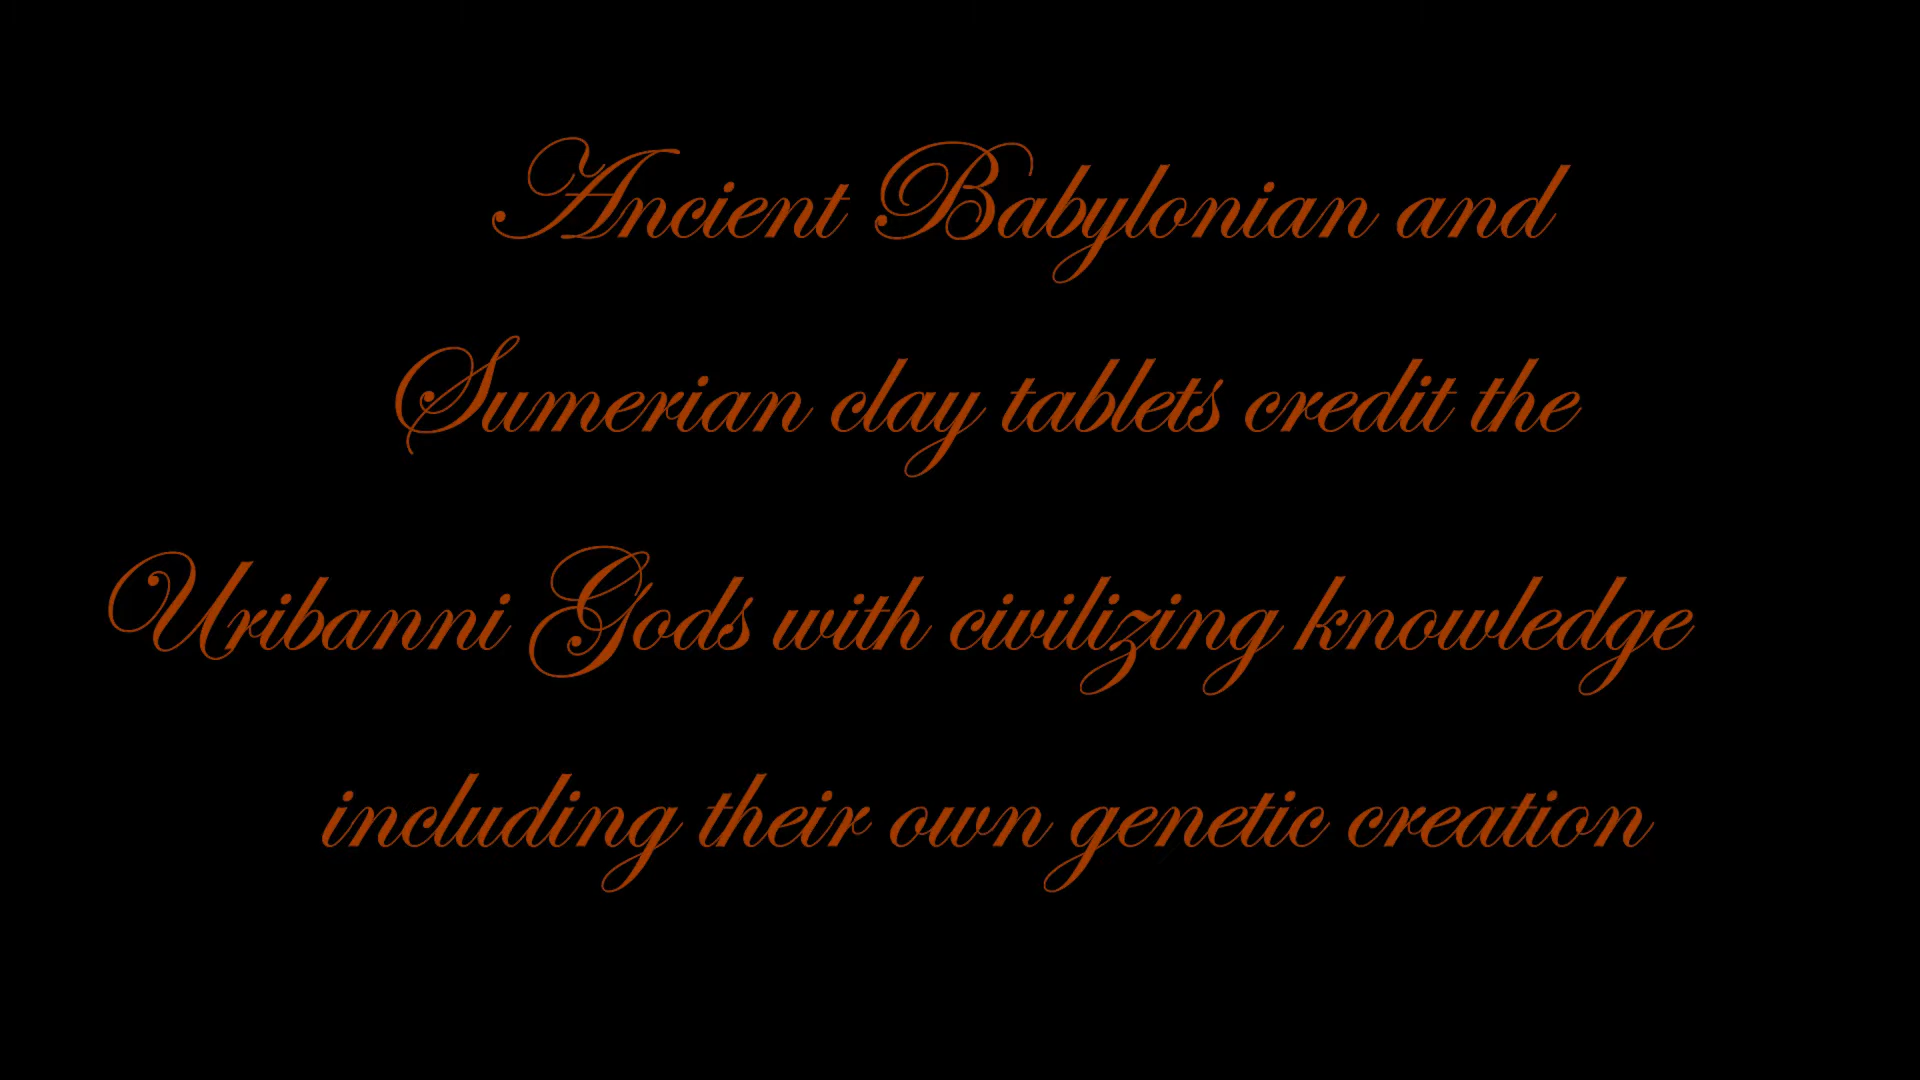 Ancient Babylonian and
Sumerian clay tablets credit the
Uribanni Gods with civilizing knowledge
including their own genetic creation